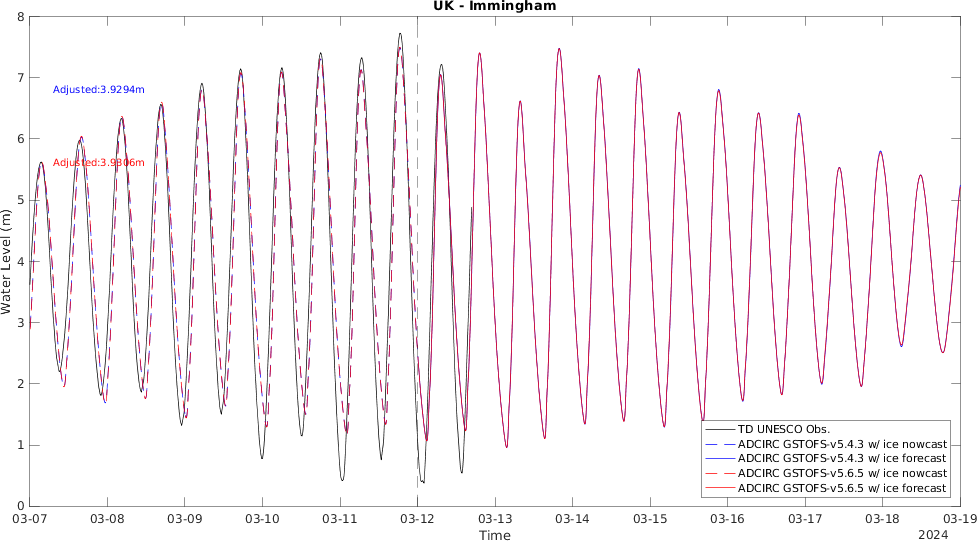 UK - Immingham
8
7
6
5
4
3
2
1
0
Water Level (m)
Adjusted:3.9294m
Adjusted:3.9306m
TD UNESCO Obs.
ADCIRC GSTOFS-v5.4.3 w/ ice nowcast
ADCIRC GSTOFS-v5.4.3 w/ ice forecast
ADCIRC GSTOFS-v5.6.5 w/ ice nowcast
ADCIRC GSTOFS-v5.6.5 w/ ice forecast
03-07 03-08 03-09 03-10 03-11 03-12 03-13 03-14 03-15 03-16 03-17 03-18 03-19
Time
2024